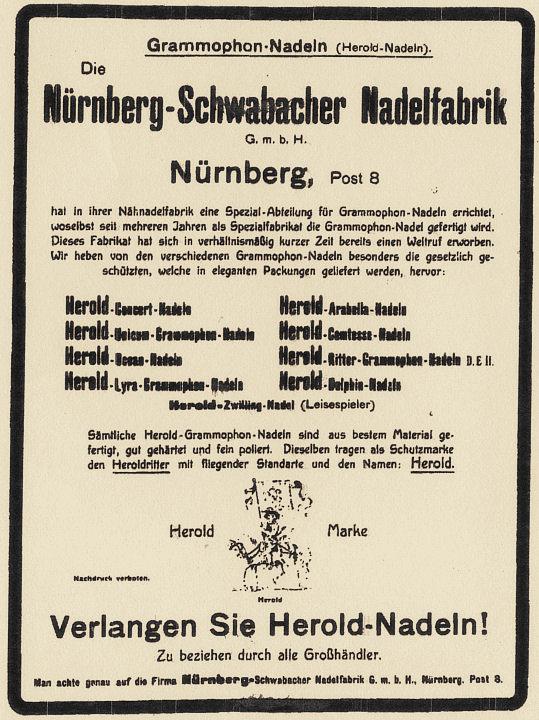 Grammophon-Nadeln (Herold-Nadeln).
Die
Nürnberg-Schwabacher Nadelfabrik
G. m. b. H.
Nürnberg, Post 8
hat in ihrer Nähnadelfabrik eine Spezial-Abteilung für Grammophon-Nadeln errichtet,
woselbst seit mehreren Jahren als Spezialfabrikat die Grammophon-Nadel gefertigt wird.
Dieses Fabrikat hat sich in verhältnismäßig kurzer Zeit bereits einen Weltruf erworben.
Wir heben von den verschiedenen Grammophon-Nadeln besonders die gesetzlich ge-
schützten, welche in eleganten Packungen geliefert werden, hervor:
Herold-Concert-Nadeln
Herold-Unicum-Grammophon-Nadeln
Herold-Ocean-Nadeln
Herold-Lyra-Grammophon-Nadeln
Herold-Arabella-Nadeln
Herold-Comtesse-Nadeln
Herold-Ritter-Grammophon-Nadeln D. E II.
Herold-Delphin-Nadeln
Herold-Zwilling-Nadel (Leisespieler)
Sämtliche Herold-Grammophon-Nadeln sind aus bestem Material ge-
fertigt, gut gehärtet und fein poliert. Dieselben tragen als Schutzmarke
den Heroldritter mit fliegender Standarte und den Namen: Herold.
Herold Marke
Nachdruck verboten.
Herold
Verlangen Sie Herold-Nadeln!
Zu beziehen durch alle Großhändler.
Man achte genau auf die Firma Nürnberg-Schwabacher Nadelfabrik G. m. b. H., Nürnberg. Post 8.